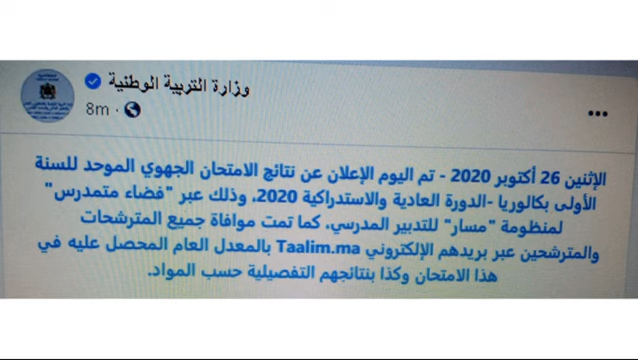 وزارة التربية الوطنية
8m
الإثنين 26 أكتوبر 2020 - تم اليوم الإعلان عن نتائج الامتحان الجهوي الموحد للسنة
الأولى بكالوريا -الدورة العادية والاستدراكية 2020، وذلك عبر "فضاء متمدرس"
لمنظومة "مسار" للتدبير المدرسي. كما تمت موافاة جميع المترشحات
والمترشحين عبر بريدهم الإلكتروني Taalim.ma بالمعدل العام المحصل عليه في
هذا الامتحان وكذا بنتائجهم التفصيلية حسب المواد.